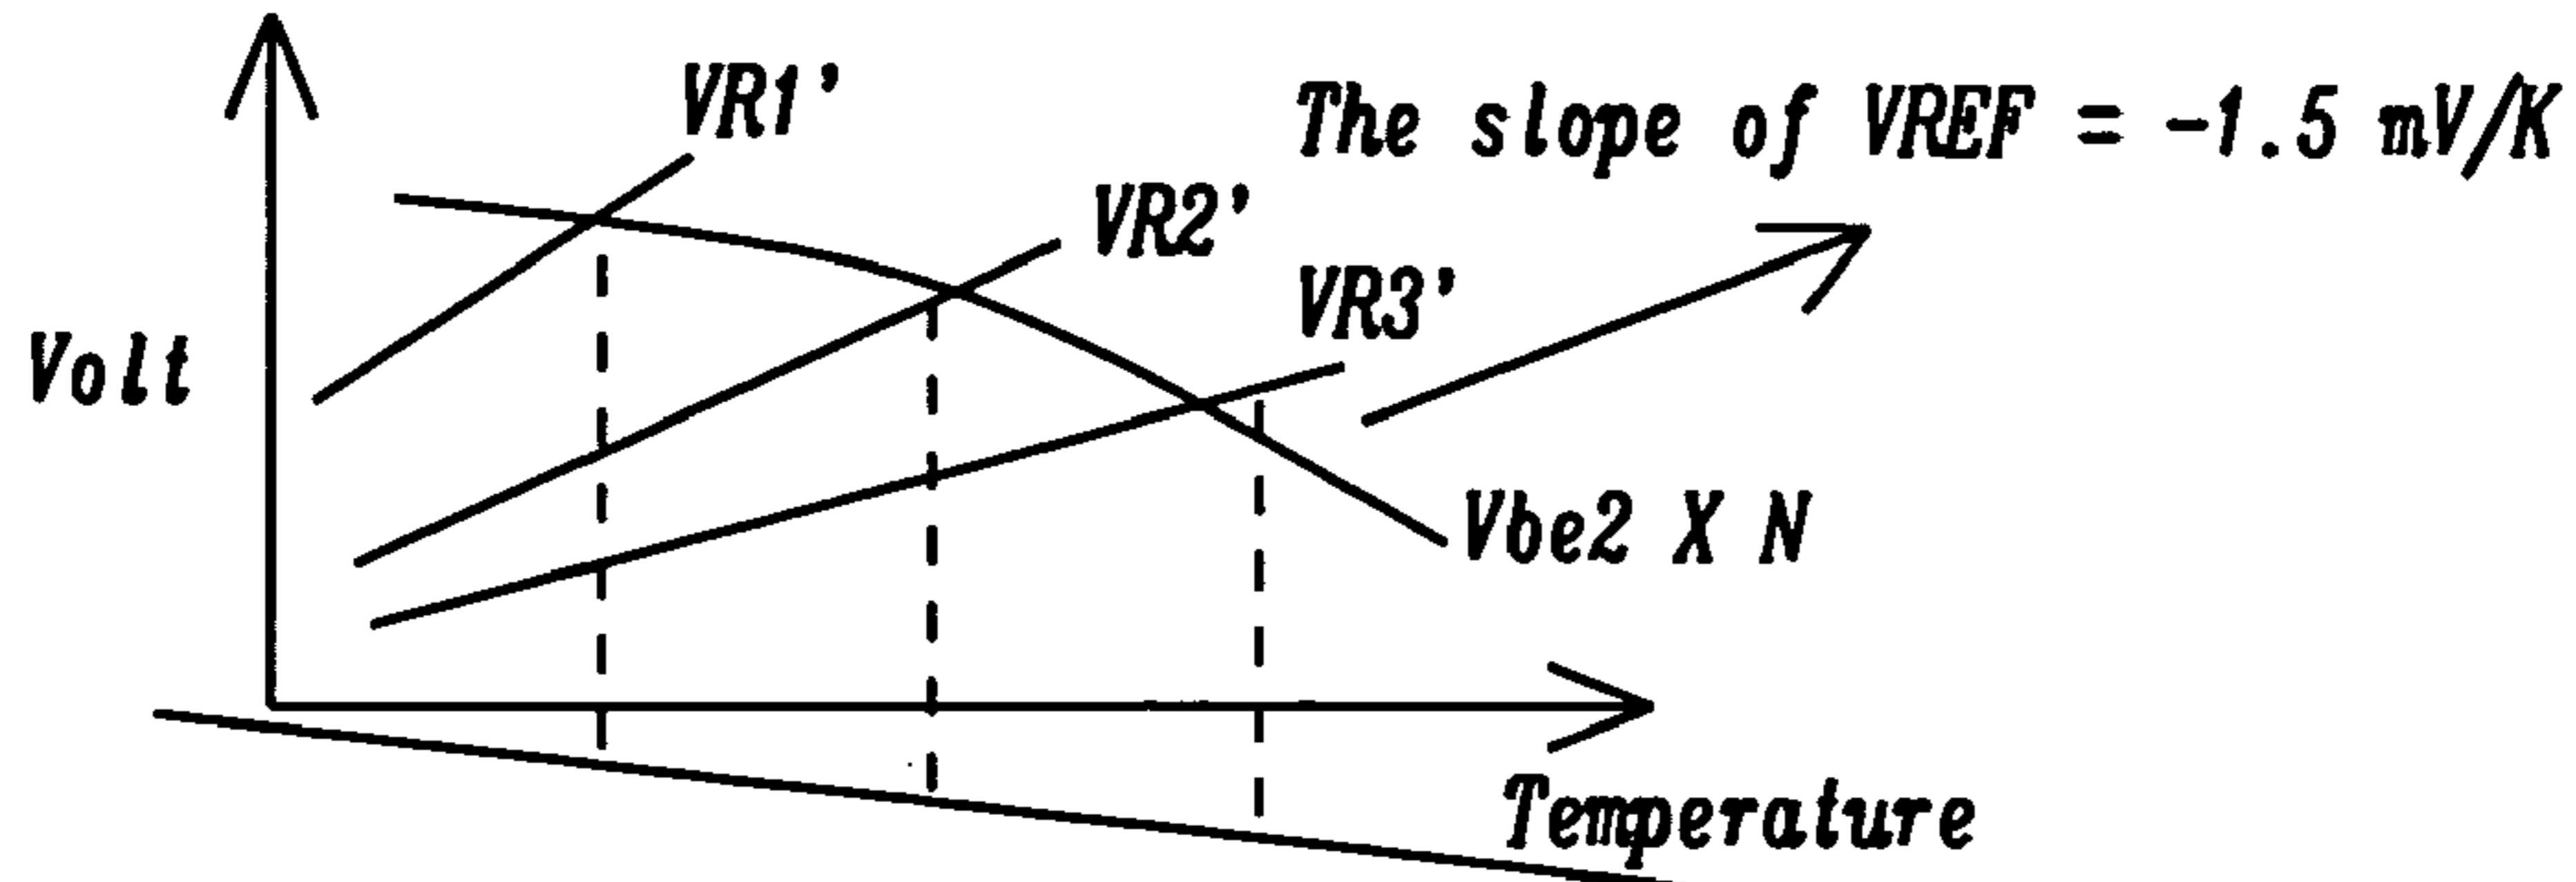 VR1'
The slope of VREF = -1.5 mV/K
VR2'
VR3'
Volt
Vbe2 X N
Temperature